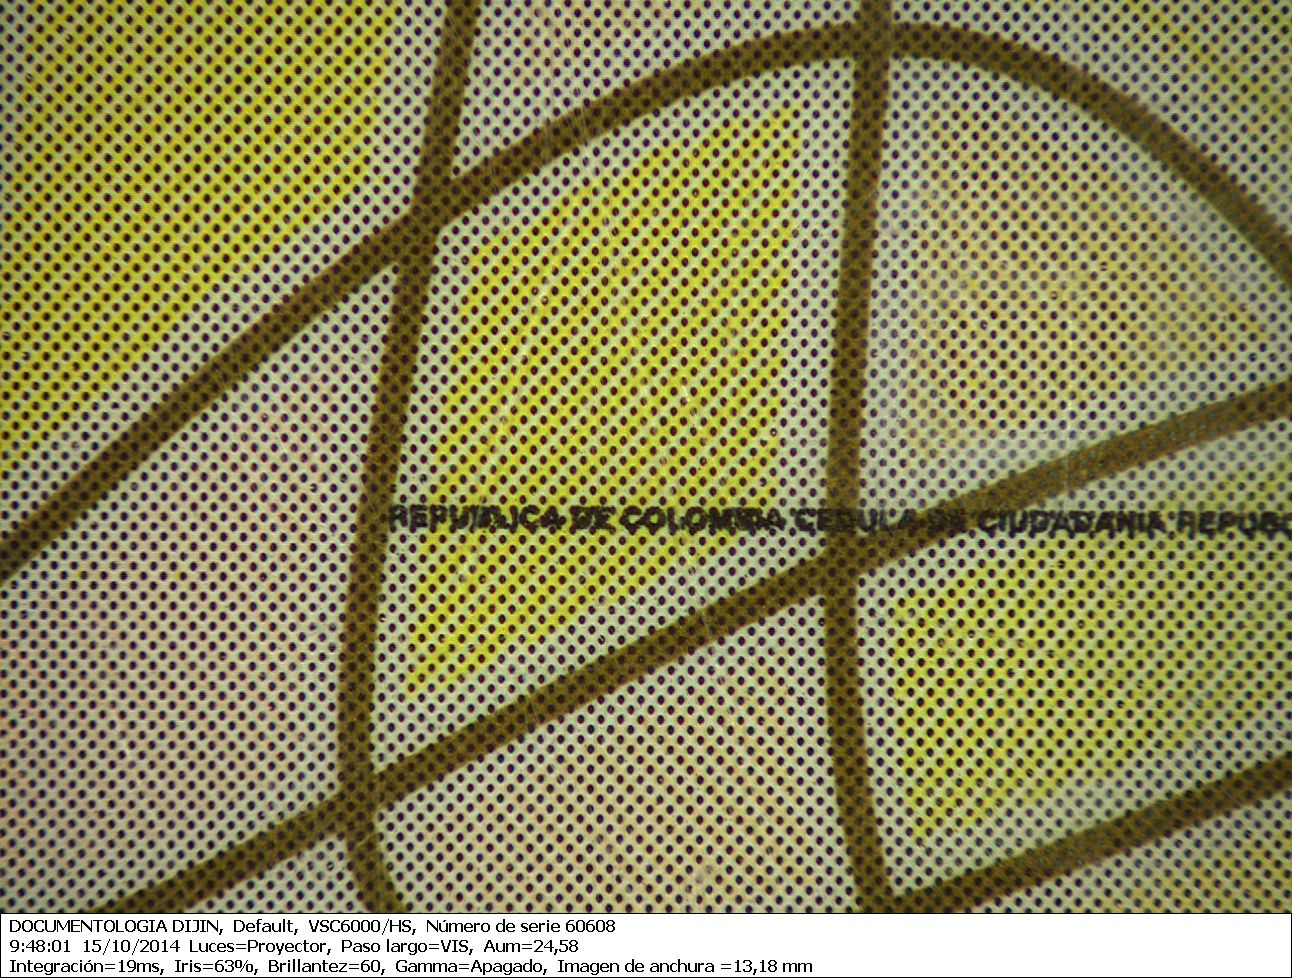 REPUBLICA DE COLOMBIA CEDULA DE CIUDADANIA REPUBL
DOCUMENTOLOGIA DIJIN, Default, VSC6000/HS, Número de serie 60608
9:48:01 15/10/2014 Luces=Proyector, Paso largo=VIS, Aum=24,58
Integración=19ms, Iris=63%, Brillantez=60, Gamma=Apagado, Imagen de anchura =13,18 mm